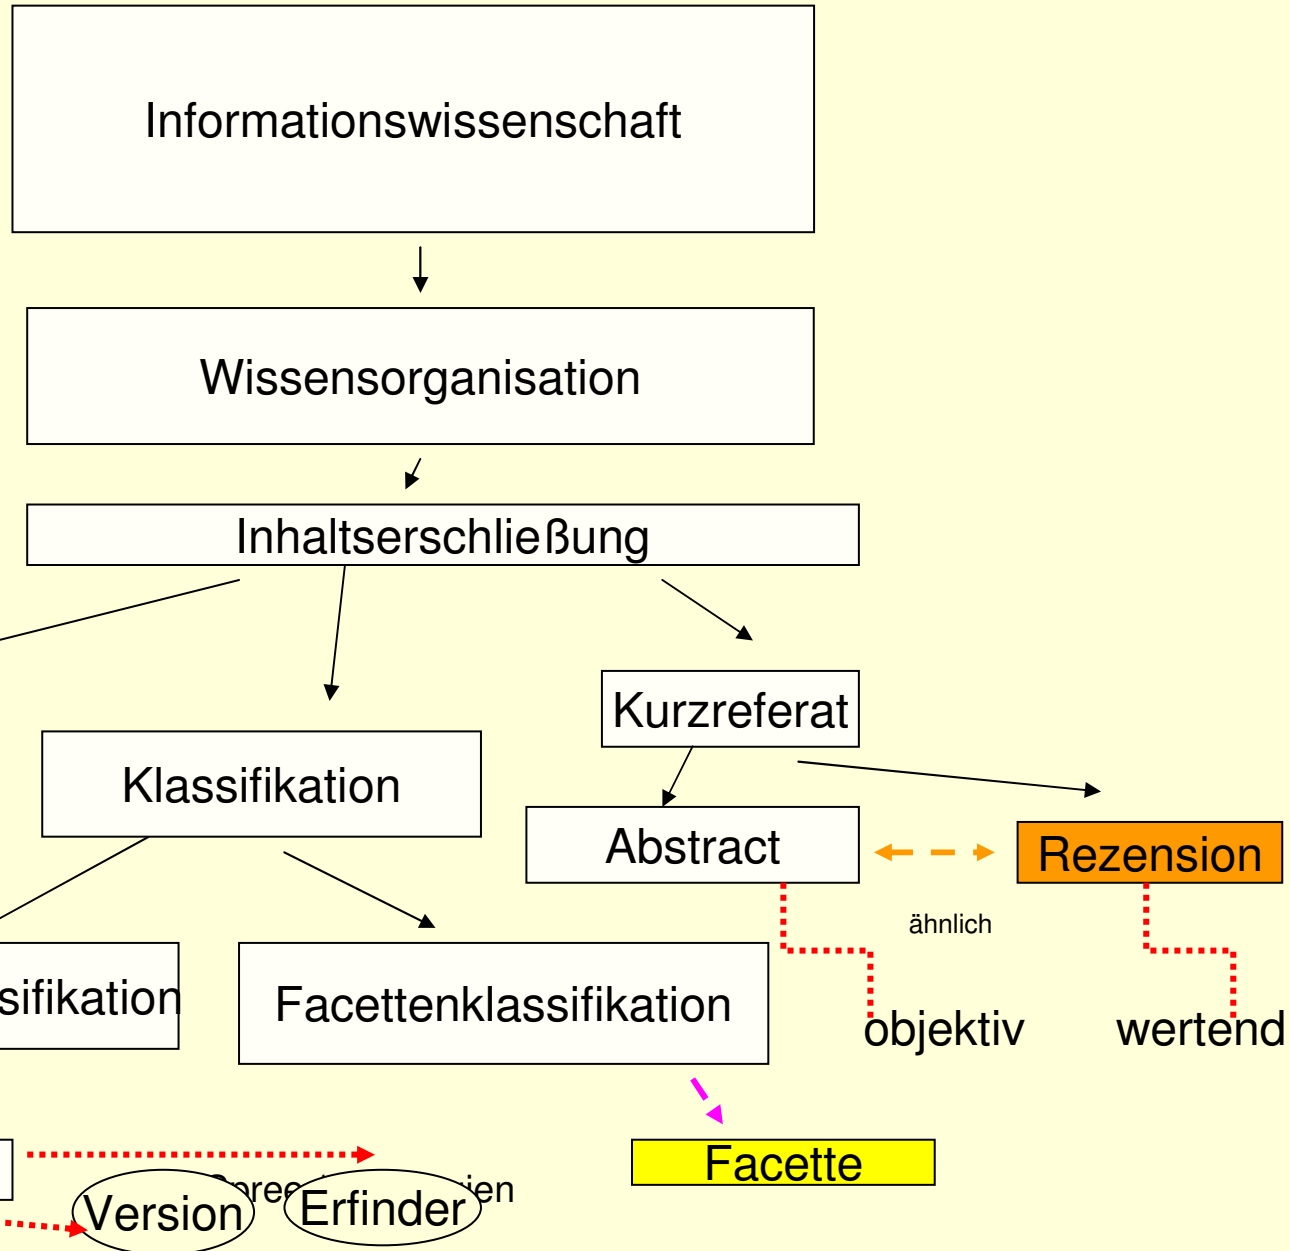 Informationswissenschaft
Wissensorganisation
Inhaltserschließung
Kurzreferat
Klassifikation
Abstract
Rezension
ähnlich
sifikation
Facettenklassifikation
objektiv
wertend
Facette
Version
Erfinder